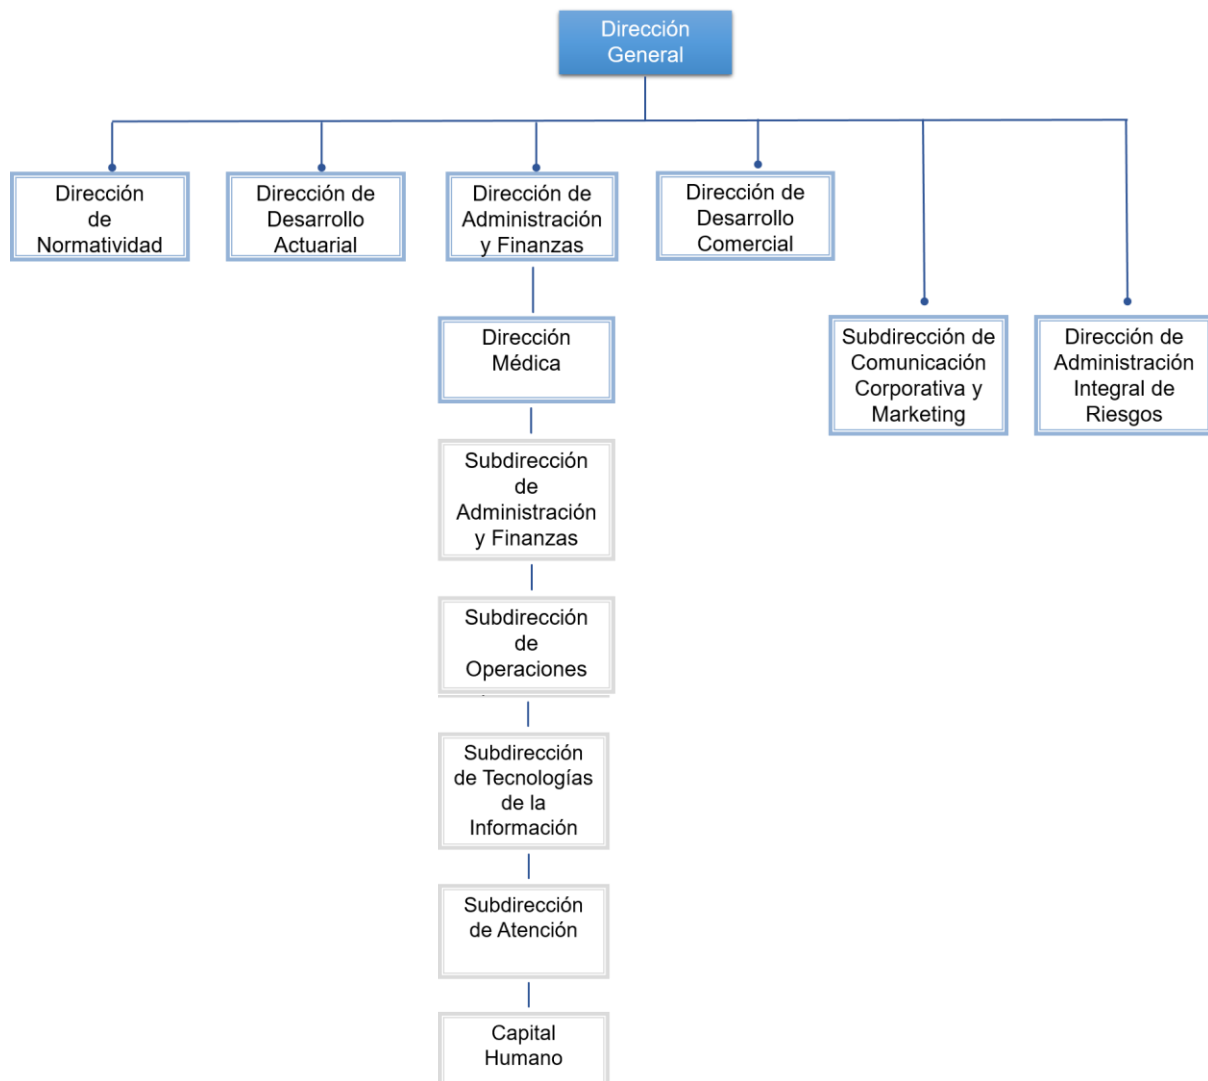 Dirección
General
Dirección
de
Normatividad
Dirección de
Desarrollo
Actuarial
Dirección de
Administración
y Finanzas
Dirección de
Desarrollo
Comercial
Dirección
Médica
Subdirección de
Comunicación
Corporativa y
Marketing
Dirección de
Administración
Integral de
Riesgos
Subdirección
de
Administración
y Finanzas
Subdirección
de
Operaciones
Subdirección
de Tecnologías
de la
Información
Subdirección
de Atención
Capital
Humano